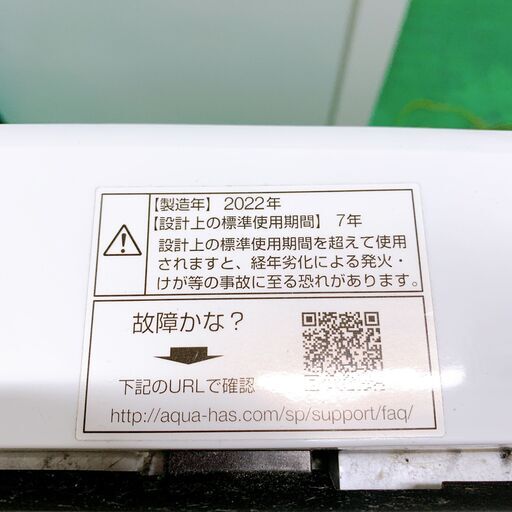 【製造年】 2022年
【設計上の標準使用期間】 7年
設計上の標準使用期間を超えて使用
されますと、経年劣化による発火・
けが等の事故に至る恐れがあります。
故障かな？
下記のURLで確認
http://aqua-has.com/sp/support/faq/